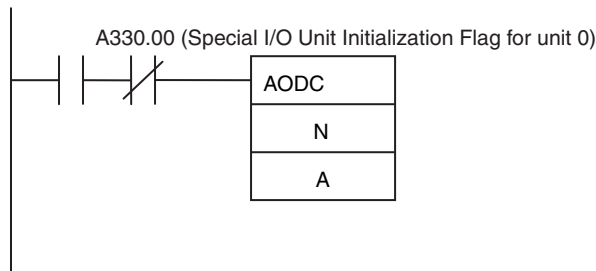 A330.00 (Special I/O Unit Initialization Flag for unit 0)
AODC
N
A